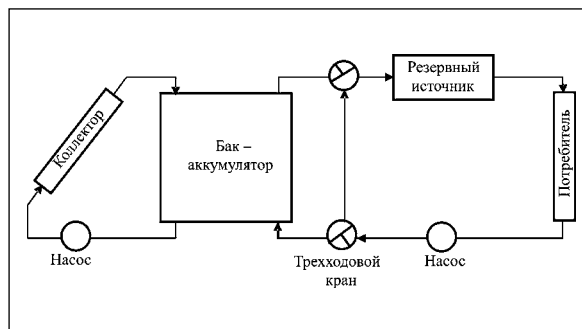 Коллектор
Бак –
аккумулятор
Резервный
источник
Потребитель
Насос
Трехходовой
кран
Насос